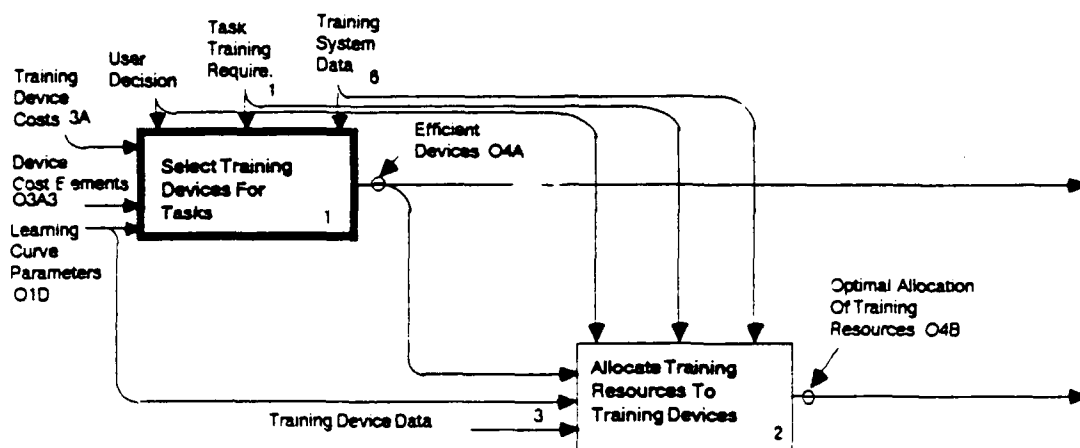 User
Decision
Task
Training
Require.
1
Training
System
Data
6
Training
Device
Costs 3A
Device
Cost Elements
O3A3
Learning
Curve
Parameters
O1D
Select Training
Devices For
Tasks
1
Efficient
Devices O4A
Optimal Allocation
Of Training
Resources O4B
Allocate Training
Resources To
Training Devices
2
Training Device Data
3